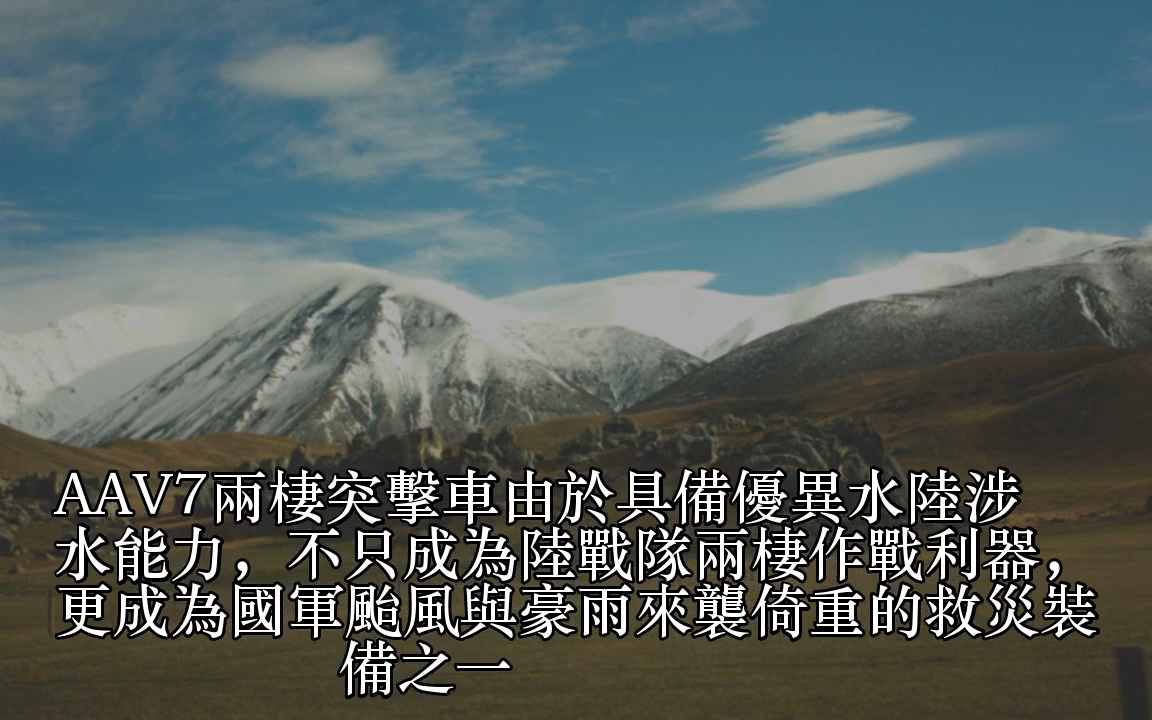 AAV7兩棲突擊車由於具備優異水陸涉
水能力，不只成為陸戰隊兩棲作戰利器，
更成為國軍颱風與豪雨來襲倚重的救災裝
備之一